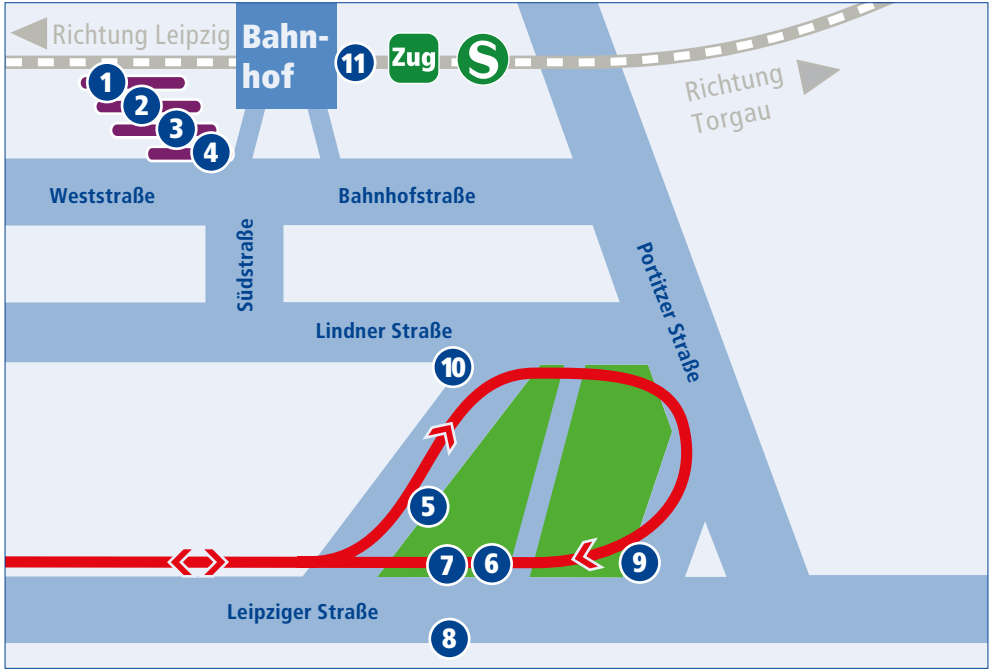 Richtung Leipzig
Bahn-
hof
11
Zug
S
Richtung
Torgau
1
2
3
4
Weststraße
Bahnhofstraße
Südstraße
Portitzer Straße
Lindner Straße
10
5
7
6
9
Leipziger Straße
8